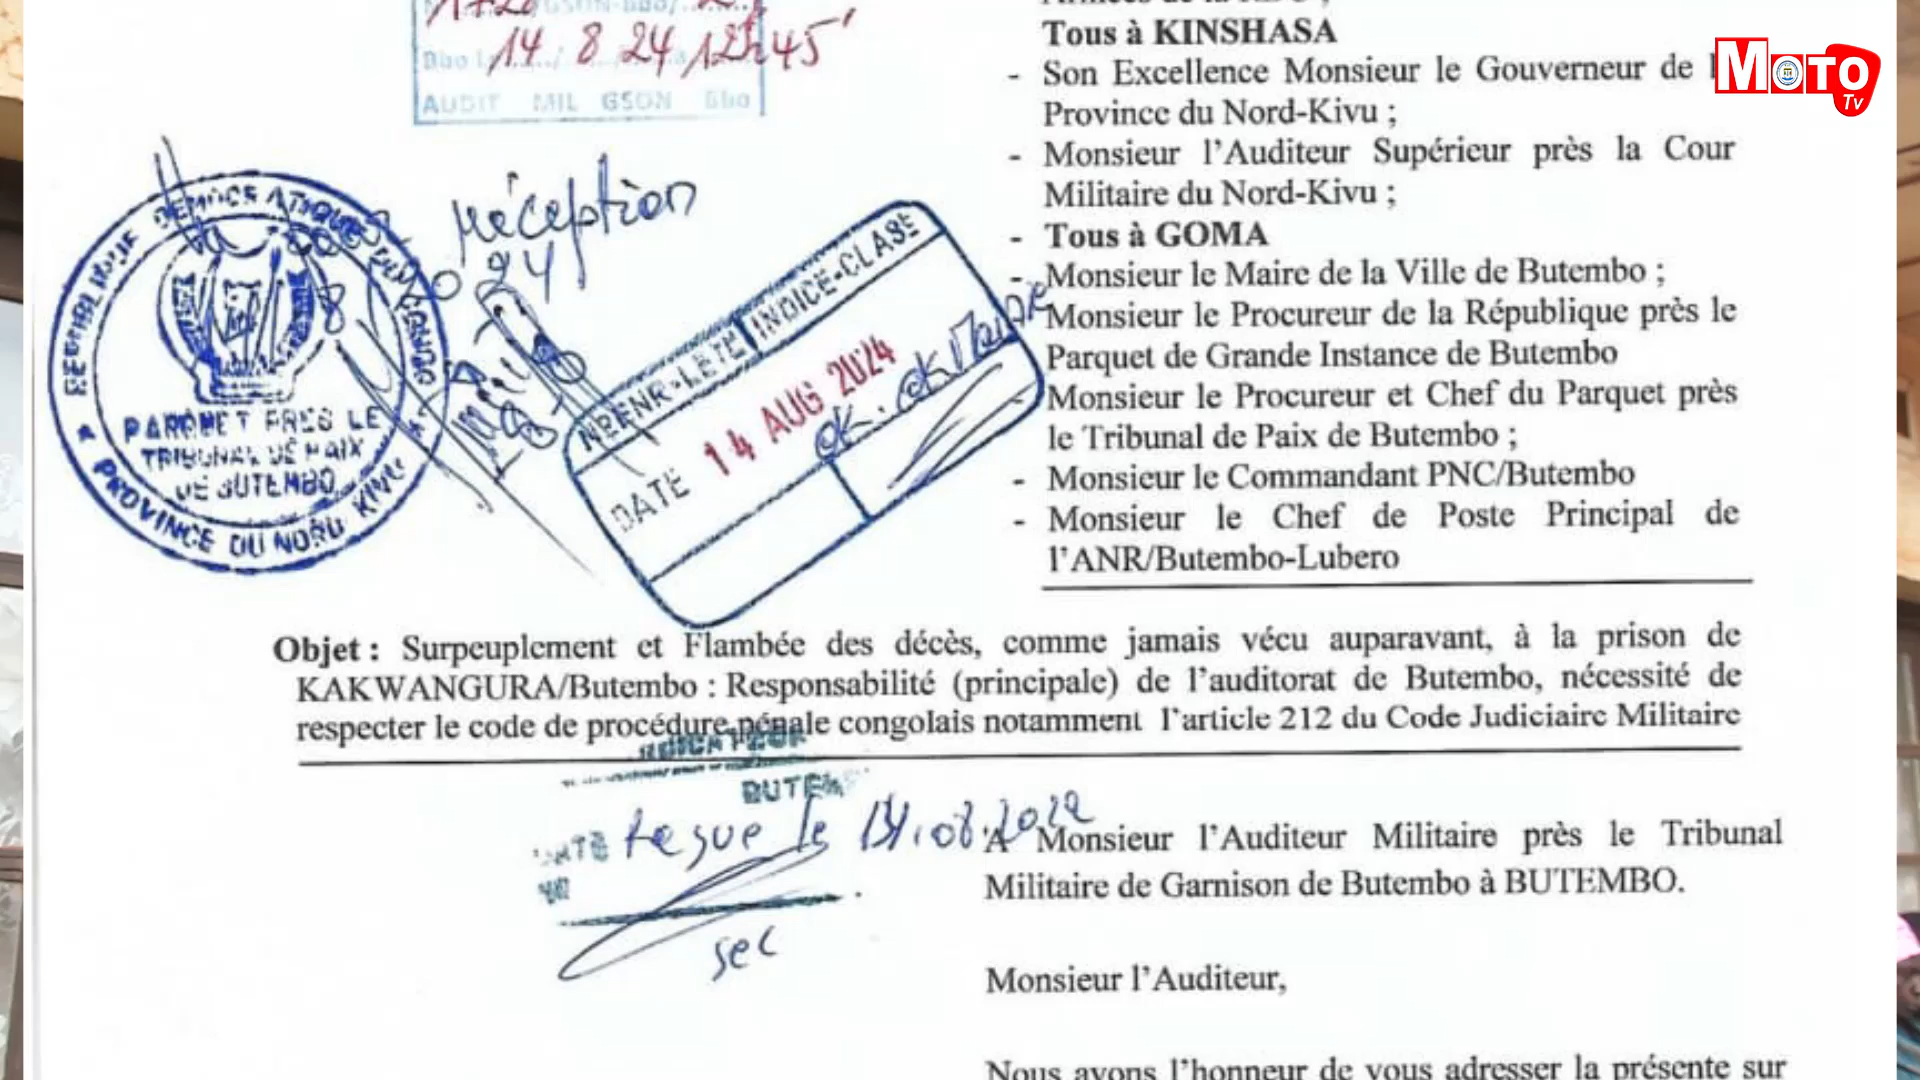 14 8 24 12h45'
AUDIT MIL GSON Bbo
Tous à KINSHASA
- Son Excellence Monsieur le Gouverneur de
Province du Nord-Kivu ;
- Monsieur l'Auditeur Supérieur près la Cour
Militaire du Nord-Kivu ;
- Tous à GOMA
- Monsieur le Maire de la Ville de Butembo ;
Monsieur le Procureur de la République près le
Parquet de Grande Instance de Butembo
Monsieur le Procureur et Chef du Parquet près
le Tribunal de Paix de Butembo ;
- Monsieur le Commandant PNC/Butembo
- Monsieur le Chef de Poste Principal de
l'ANR/Butembo-Lubero
MOTO
Tv
réception
REPUBLIQUE DEMOCRATIQUE DU CONGO
PARQUET PRES LE
TRIBUNAL DE PAIX
DE BUTEMBO
PROVINCE DU NORD KIVU
INDICE-CLASE
DATE 14 AUG 2024
Objet : Surpeuplement et Flambée des décès, comme jamais vécu auparavant, à la prison de
KAKWANGURA/Butembo : Responsabilité (principale) de l'auditorat de Butembo, nécessité de
respecter le code de procédure pénale congolais notamment l'article 212 du Code Judiciaire Militaire
BUTEM
sec
A Monsieur l'Auditeur Militaire près le Tribunal
Militaire de Garnison de Butembo à BUTEMBO.
Monsieur l'Auditeur,
Nous avons l'honneur de vous adresser la présente sur